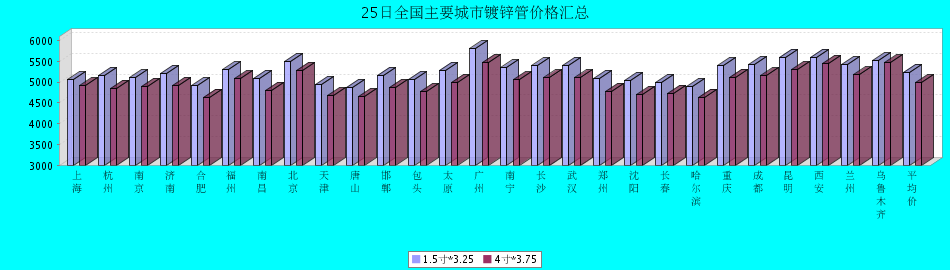 25日全国主要城市镀锌管价格汇总
6000
5500
5000
4500
4000
3500
3000
上海 杭州 南京 济南 合肥 福州 南昌 北京 天津 唐山 邯郸 包头 太原 广州 南宁 长沙 武汉 郑州 沈阳 长春 哈尔滨 重庆 成都 昆明 西安 兰州 乌鲁木齐 平均价
1.5寸*3.25 4寸*3.75